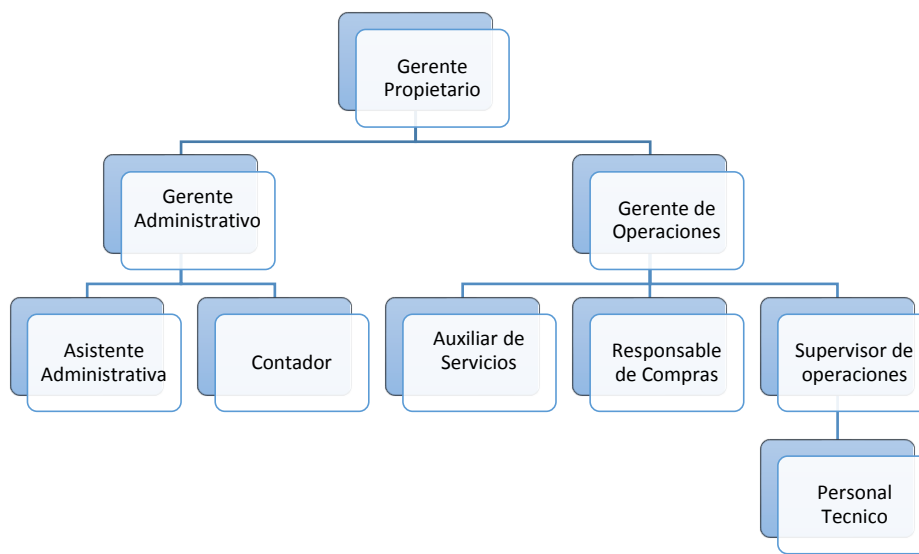 Gerente
Propietario
Gerente
Administrativo
Gerente de
Operaciones
Asistente
Administrativa
Contador
Auxiliar de
Servicios
Responsable
de Compras
Supervisor de
operaciones
Personal
Tecnico